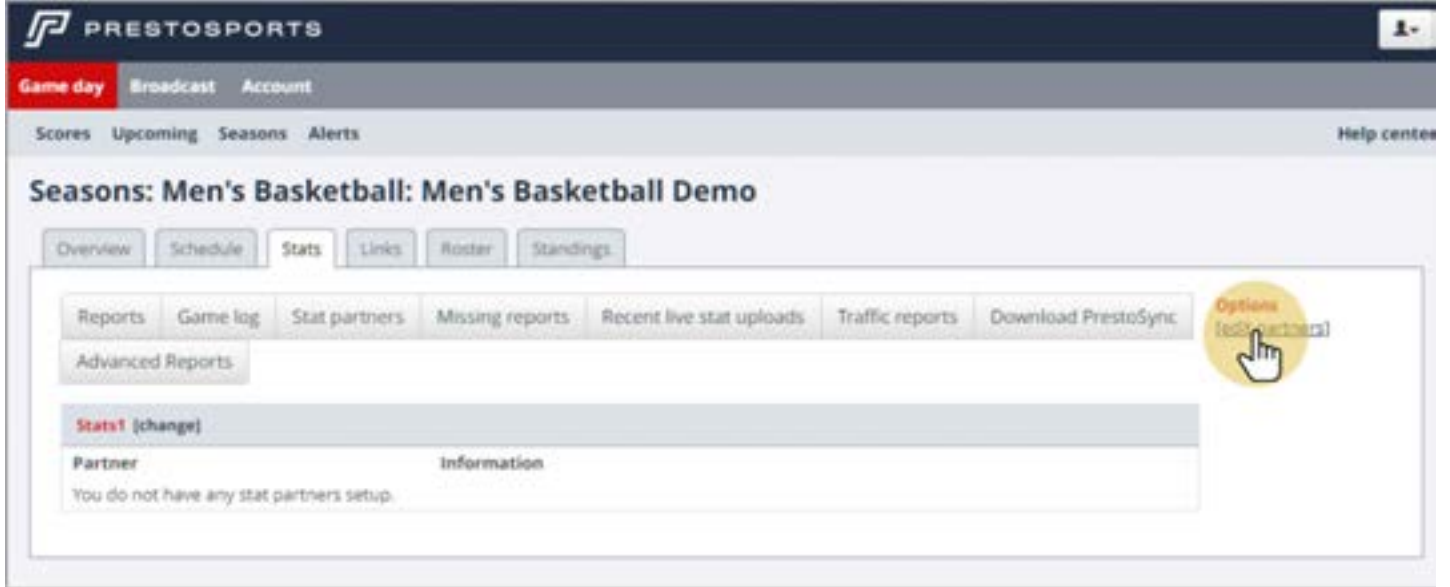 PRESTOSPORTS
Game day Broadcast Account
Scores Upcoming Seasons Alerts Help center
Seasons: Men's Basketball: Men's Basketball Demo
Overview Schedule Stats Links Roster Standings
Reports Game log Stat partners Missing reports Recent live stat uploads Traffic reports Download PrestoSync
Options
[edit partners]
Advanced Reports
Stats1 (change)
Partner Information
You do not have any stat partners setup.